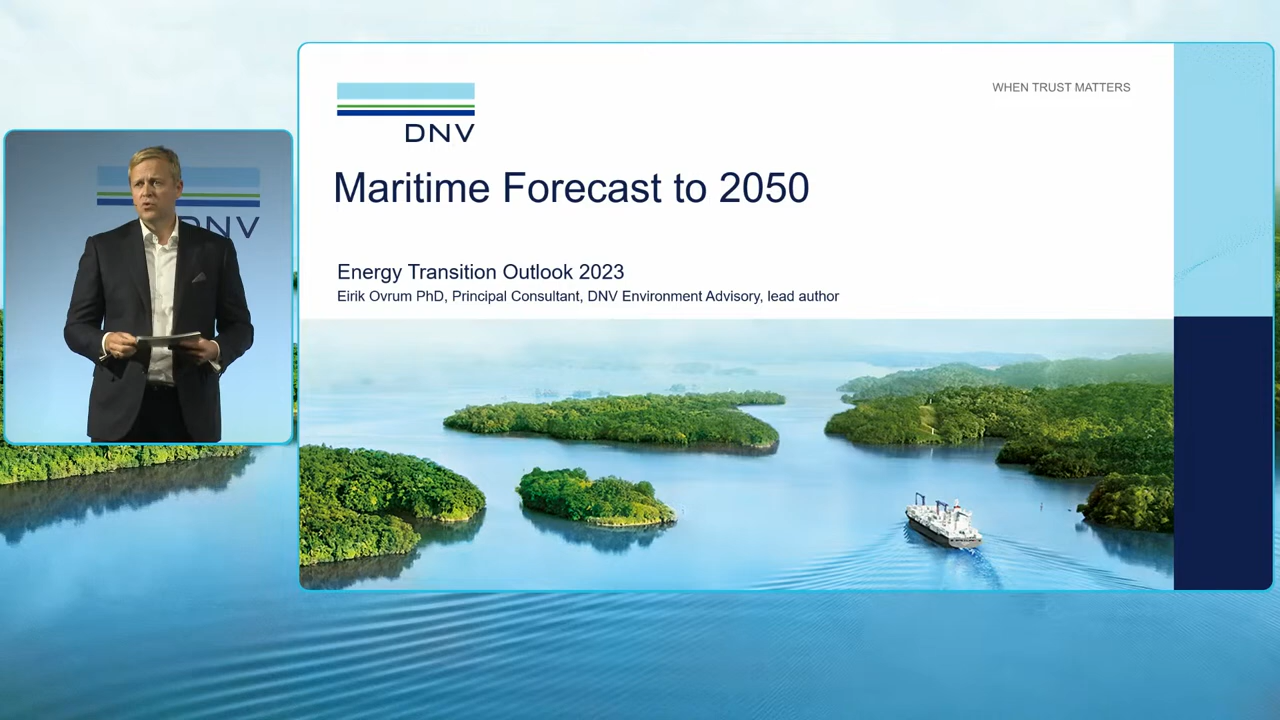 DNV
WHEN TRUST MATTERS
DNV
Maritime Forecast to 2050
Energy Transition Outlook 2023
Eirik Ovrum PhD, Principal Consultant, DNV Environment Advisory, lead author